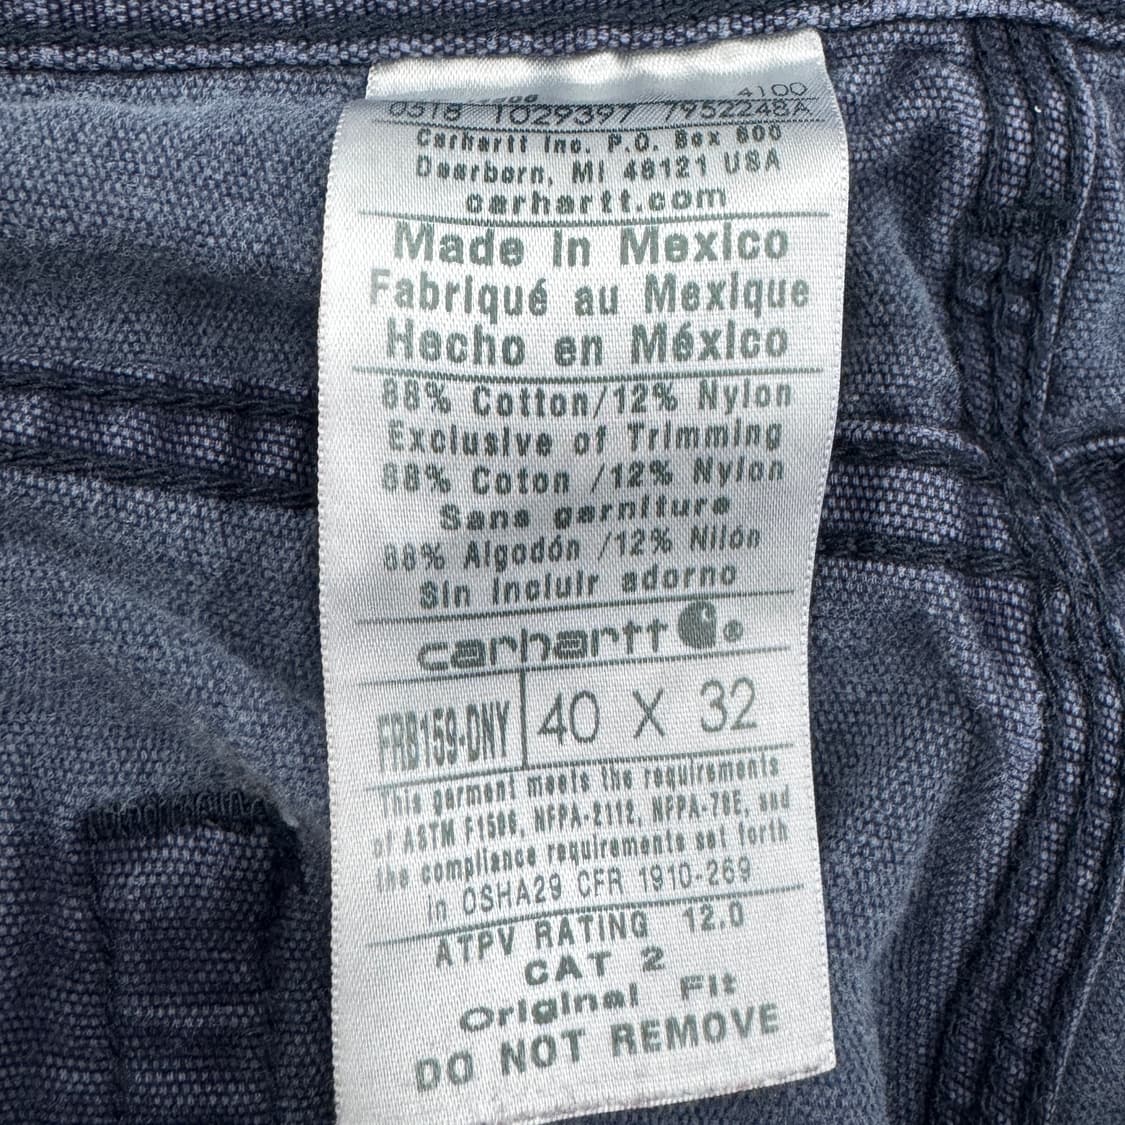 4100
0518 1029397 7952248A
Carhartt Inc. P.O. Box 600
Dearborn, MI 48121 USA
carhartt.com
Made in Mexico
Fabriqué au Mexique
Hecho en México
88% Cotton/12% Nylon
Exclusive of Trimming
88% Coton /12% Nylon
Sans garniture
88% Algodón /12% Nilón
Sin incluir adorno
carhartt ®
FRB159-DNY 40 X 32
This garment meets the requirements
of ASTM F1506, NFPA-2112, NFPA-70E, and
the compliance requirements set forth
in OSHA29 CFR 1910-269
ATPV RATING 12.0
CAT 2
Original Fit
DO NOT REMOVE